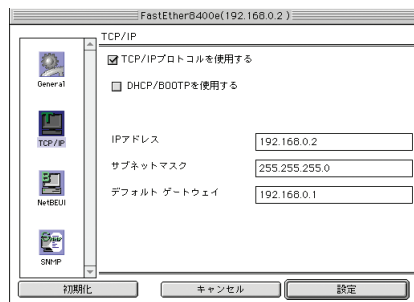 FastEther8400e(192.168.0.2)
TCP/IP
General
TCP/IP
NetBEUI
SNMP
TCP/IPプロトコルを使用する
DHCP/BOOTPを使用する
IPアドレス
192.168.0.2
サブネットマスク
255.255.255.0
デフォルト ゲートウェイ
192.168.0.1
初期化
キャンセル
設定